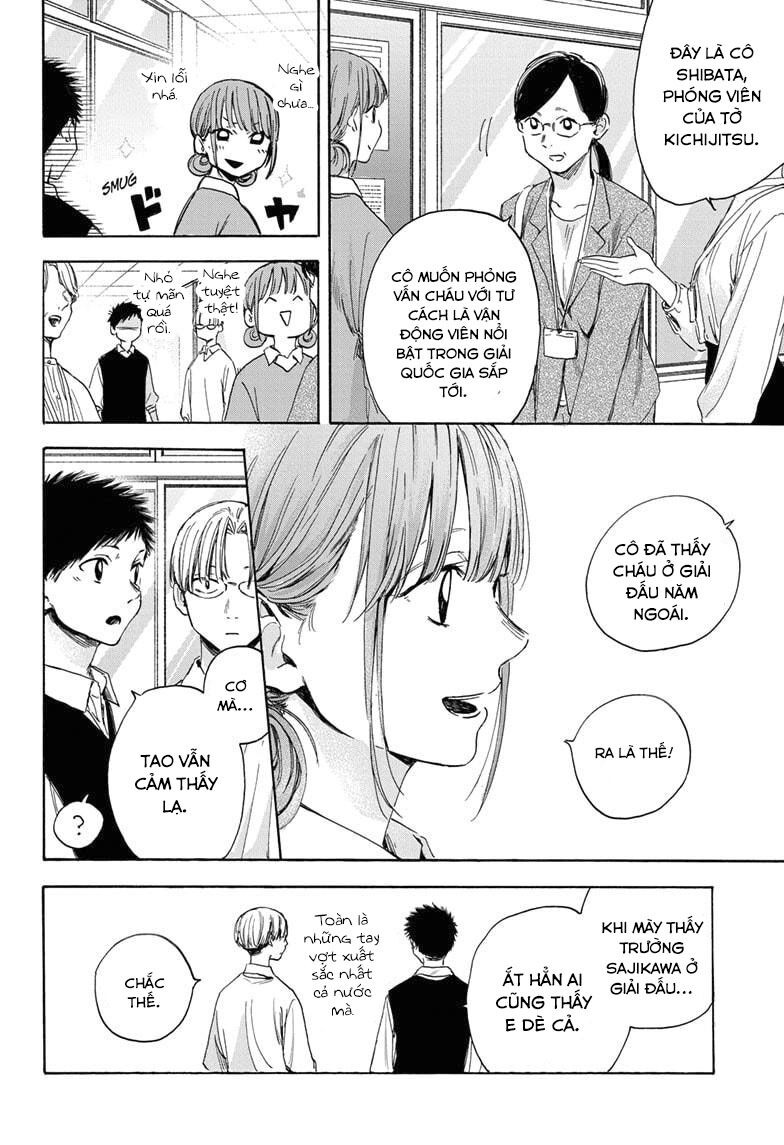 ĐÂY LÀ CÔ
SHIBATA,
PHÓNG VIÊN
CỦA TỜ
KICHIJITSU.
CÔ MUỐN PHỎNG
VẤN CHÁU VỚI TƯ
CÁCH LÀ VẬN
ĐỘNG VIÊN NỔI
BẬT TRONG GIẢI
QUỐC GIA SẮP
TỚI.
Nghe
gì
chưa...
Xin lỗi
nhá.
SMUG
ドヤ
Nghe
tuyệt
thật!
Nhỏ
tự mãn
quá
rồi.
CÔ ĐÃ THẤY
CHÁU Ở GIẢI
ĐẤU NĂM
NGOÁI.
RA LÀ THẾ!
CƠ
MÀ...
TAO VẪN
CẢM THẤY
LẠ.
?
KHI MÀY THẤY
TRƯỜNG
SAJIKAWA Ở
GIẢI ĐẤU...
ẮT HẲN AI
CŨNG THẤY
E DÈ CẢ.
Toàn là
những tay
vợt xuất
sắc nhất
cả nước
mà.
CHẮC
THẾ.